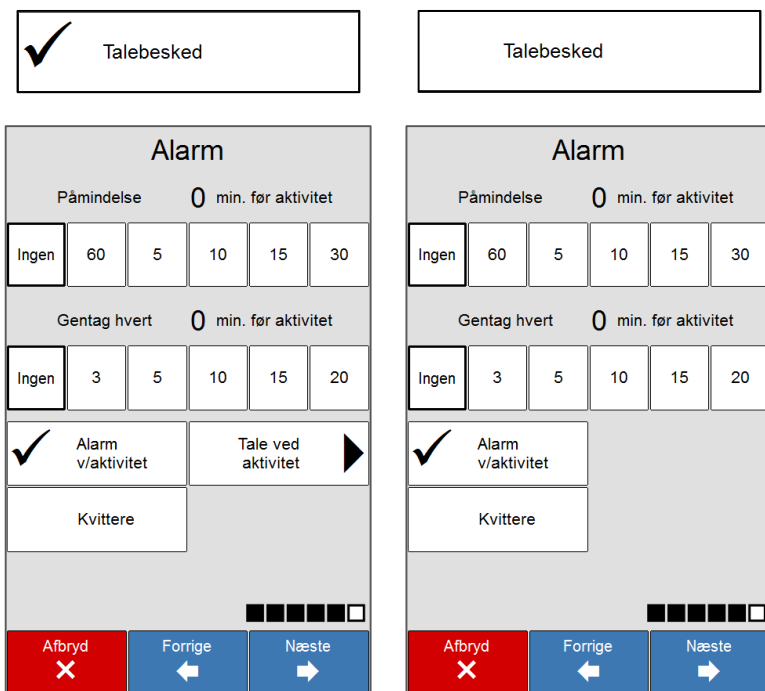 Talebesked
Alarm
Påmindelse 0 min. før aktivitet
Ingen 60 5 10 15 30
Gentag hvert 0 min. før aktivitet
Ingen 3 5 10 15 20
Alarm
v/aktivitet
Tale ved
aktivitet
Kvittere
Afbryd Forrige Næste
Talebesked
Alarm
Påmindelse 0 min. før aktivitet
Ingen 60 5 10 15 30
Gentag hvert 0 min. før aktivitet
Ingen 3 5 10 15 20
Alarm
v/aktivitet
Kvittere
Afbryd Forrige Næste